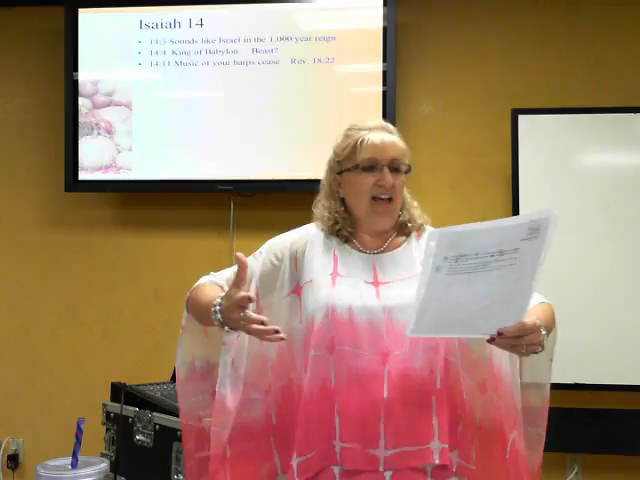 Isaiah 14
• 14:3 Sounds like Israel in the 1,000 year reign
• 14:4 King of Babylon Beast?
• 14:11 Music of your harps cease Rev. 18:22